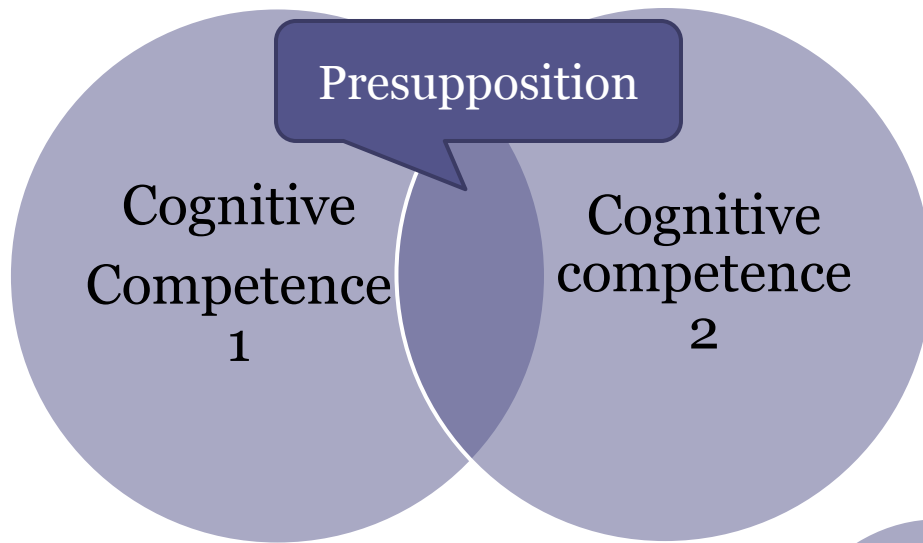 Presupposition
Cognitive
Competence
1
Cognitive
competence
2